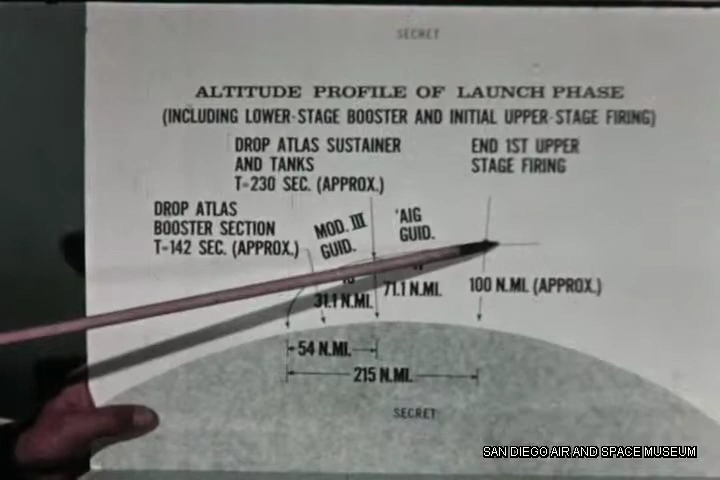 SECRET
ALTITUDE PROFILE OF LAUNCH PHASE
(INCLUDING LOWER-STAGE BOOSTER AND INITIAL UPPER-STAGE FIRING)
DROP ATLAS SUSTAINER
AND TANKS
T-230 SEC. (APPROX.)
END 1ST UPPER
STAGE FIRING
DROP ATLAS
BOOSTER SECTION
T-142 SEC. (APPROX.)
MOD. III
GUID.
AIG
GUID.
31.1 N.MI.
71.1 N.MI.
100 N.MI. (APPROX.)
54 N.MI.
215 N.MI.
SECRET
SAN DIEGO AIR AND SPACE MUSEUM